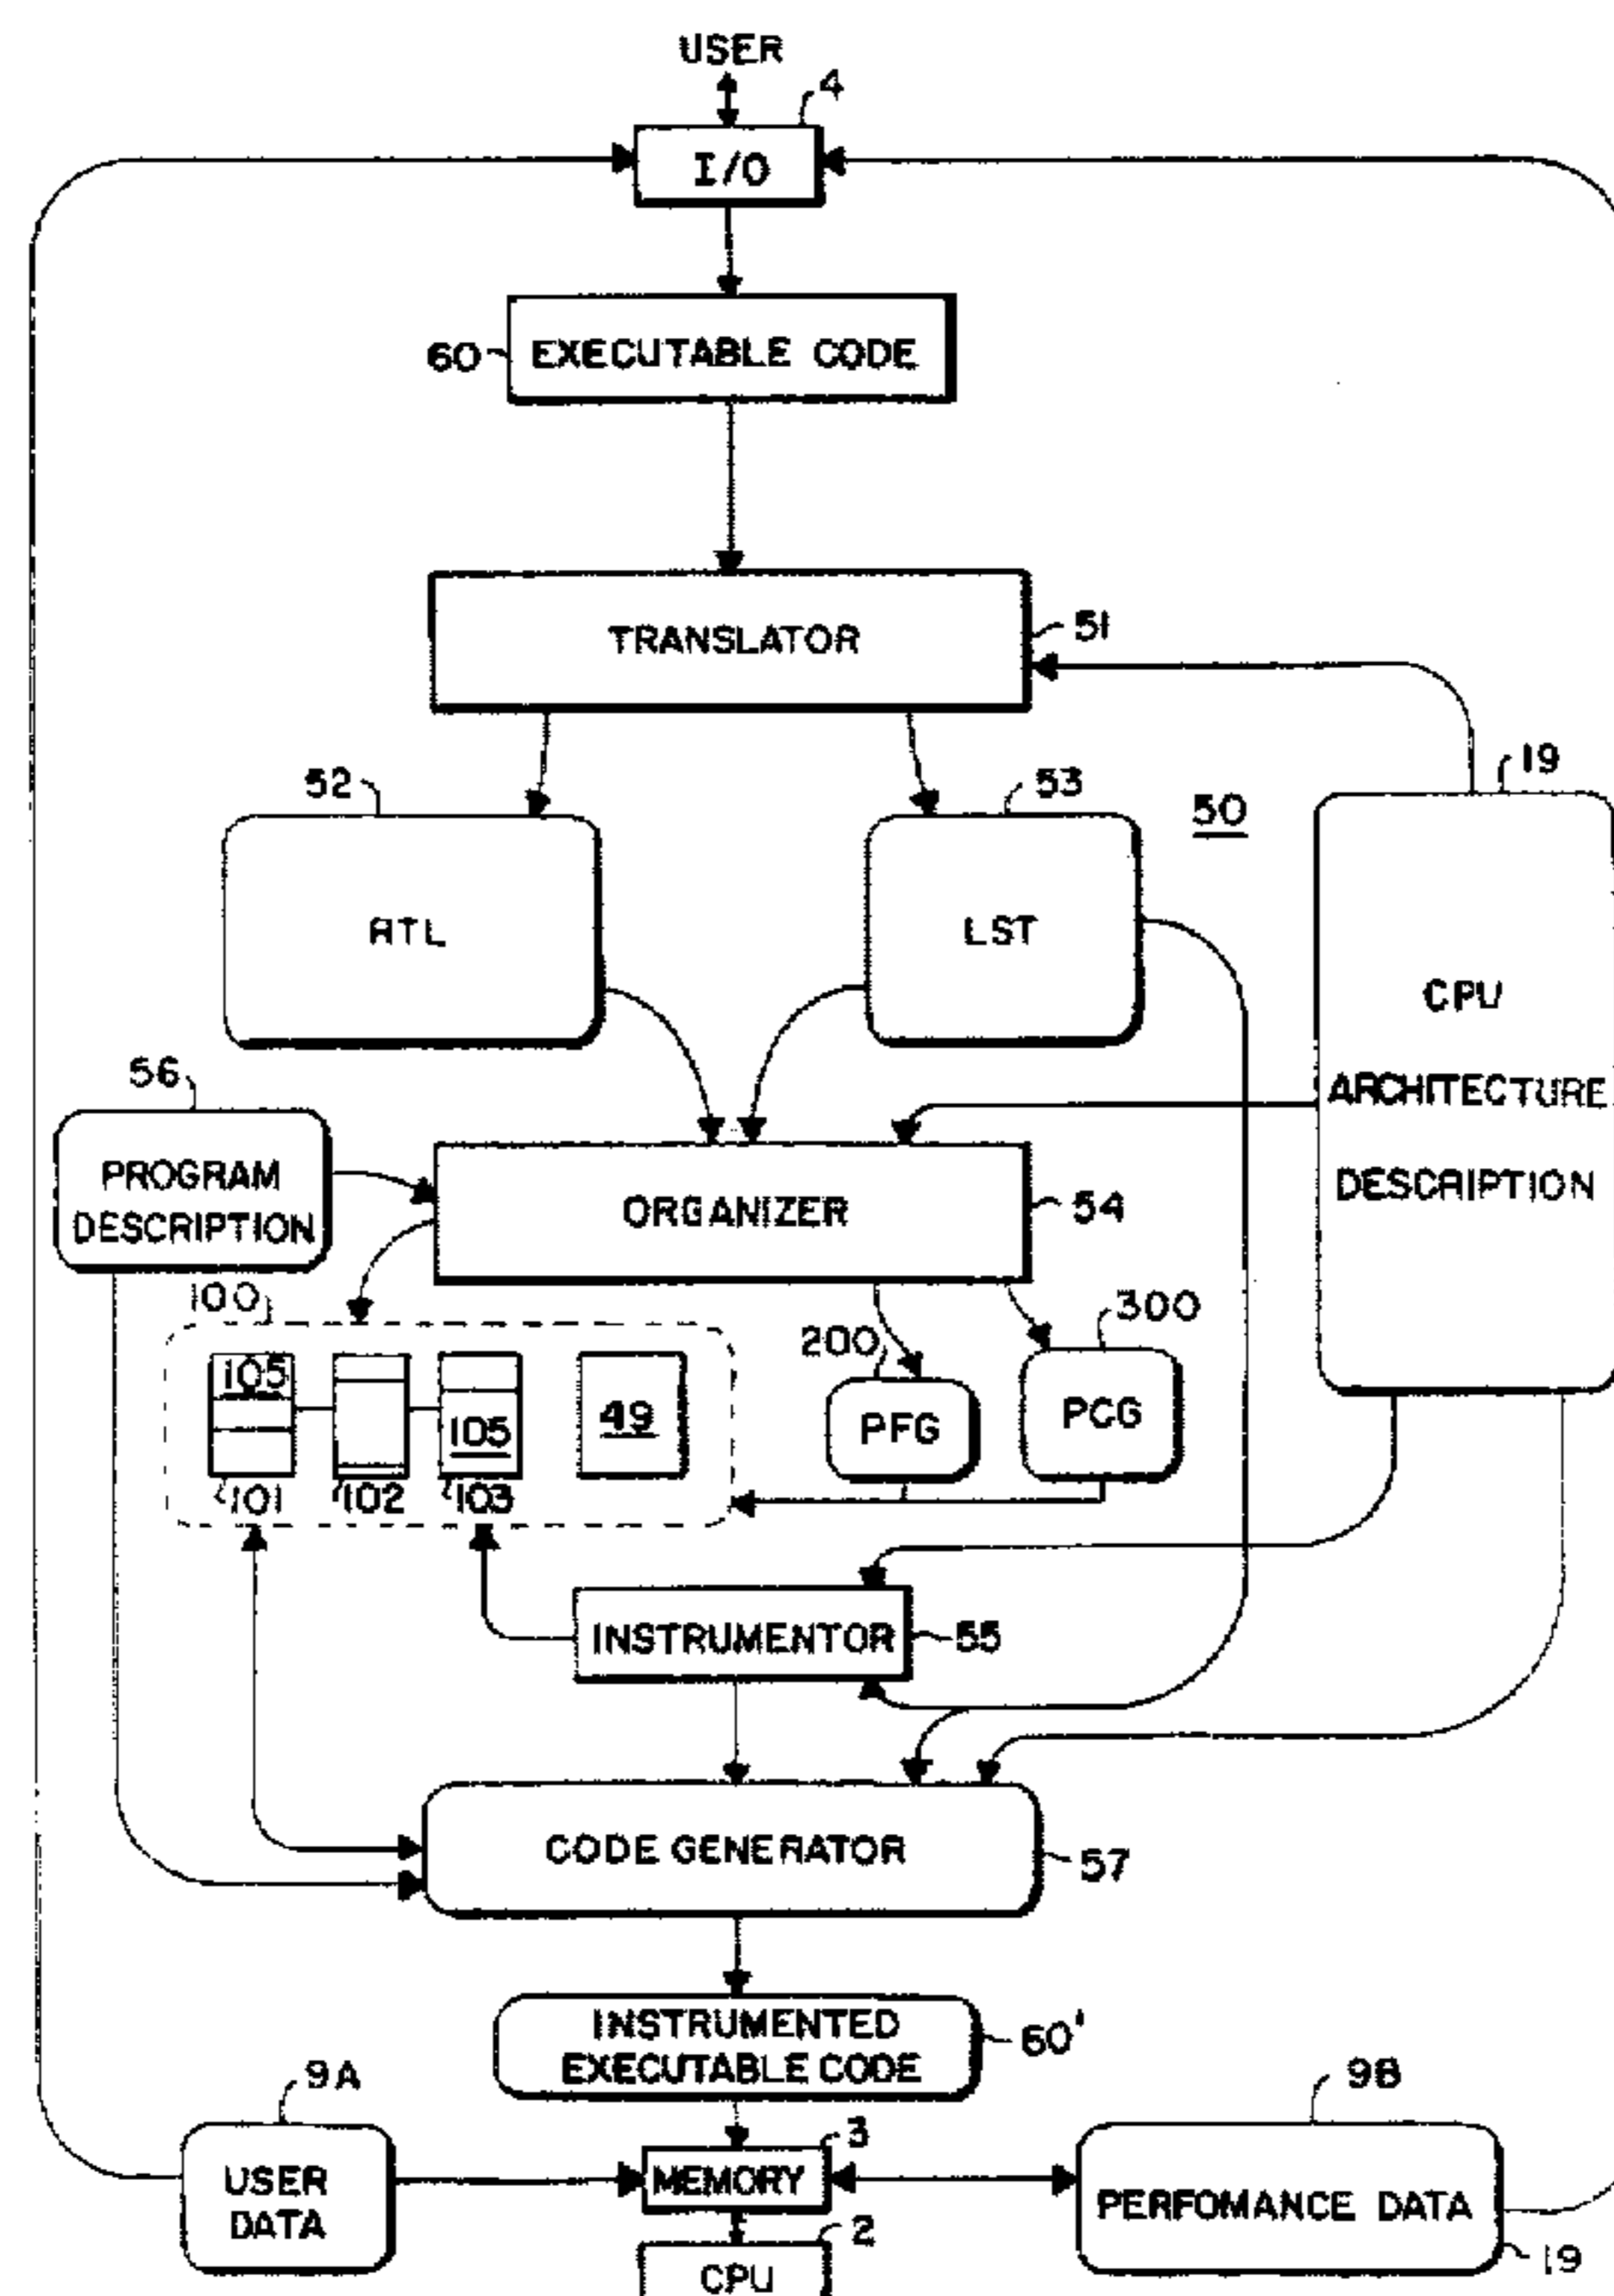 USER
4
I/O
60
EXECUTABLE CODE
TRANSLATOR
51
52
53
50
19
RTL
LST
CPU
ARCHITECTURE
DESCRIPTION
56
PROGRAM
DESCRIPTION
ORGANIZER
54
100
200
300
105
105
49
PFG
PCG
101
102
103
INSTRUMENTOR
55
CODE GENERATOR
57
INSTRUMENTED
EXECUTABLE CODE
60'
9A
USER
DATA
3
MEMORY
9B
PERFOMANCE DATA
19
2
CPU